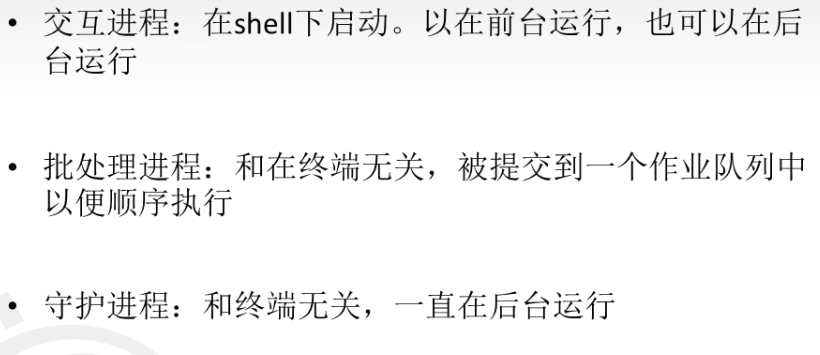 • 交互进程：在shell下启动。以在前台运行，也可以在后
台运行
• 批处理进程：和在终端无关，被提交到一个作业队列中
以便顺序执行
• 守护进程：和终端无关，一直在后台运行